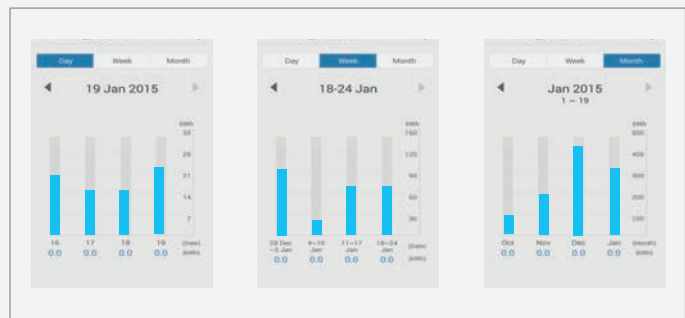 Day Week Month
19 Jan 2015
kWh
35
28
21
14
7
16 17 18 19 (Date)
0.0 0.0 0.0 0.0 (kWh)
Day Week Month
18-24 Jan
kWh
150
120
90
60
30
28 Dec 4~10 11~17 18~24 (Date)
~3 Jan Jan Jan Jan
0.0 0.0 0.0 0.0 (kWh)
Day Week Month
Jan 2015
1 ~ 19
kWh
500
400
300
200
100
Oct Nov Dec Jan (Month)
0.0 0.0 0.0 0.0 (kWh)